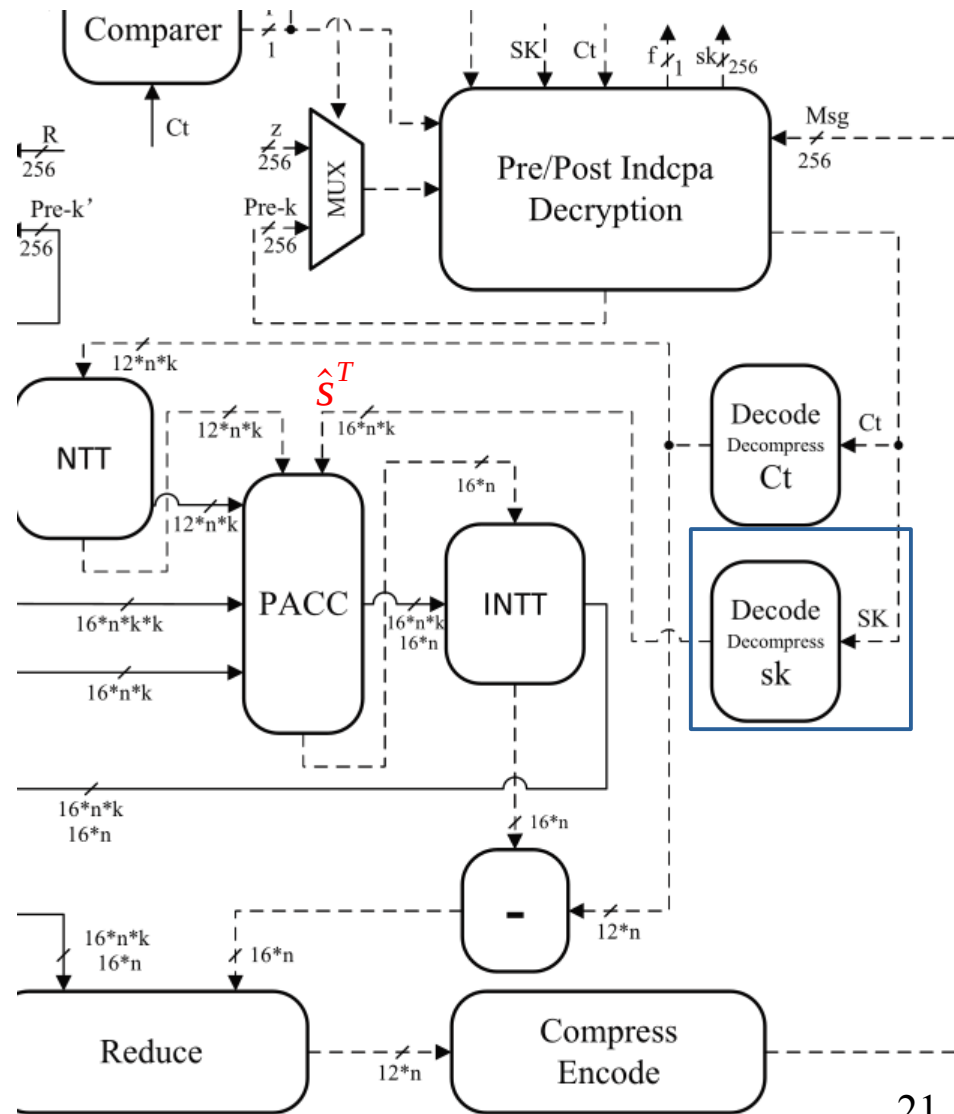 Comparer
1
SK
Ct
f
1
sk
256
Ct
R
256
Pre-k’
256
z
256
Pre-k
256
MUX
Pre/Post Indcpa
Decryption
Msg
256
12*n*k
ŝᵀ
12*n*k
16*n*k
NTT
12*n*k
16*n
Decode
Decompress
Ct
Ct
PACC
INTT
16*n*k*k
16*n*k
16*n
16*n*k
Decode
Decompress
sk
SK
16*n*k
16*n
16*n
-
12*n
16*n*k
16*n
16*n
Reduce
12*n
Compress
Encode
21